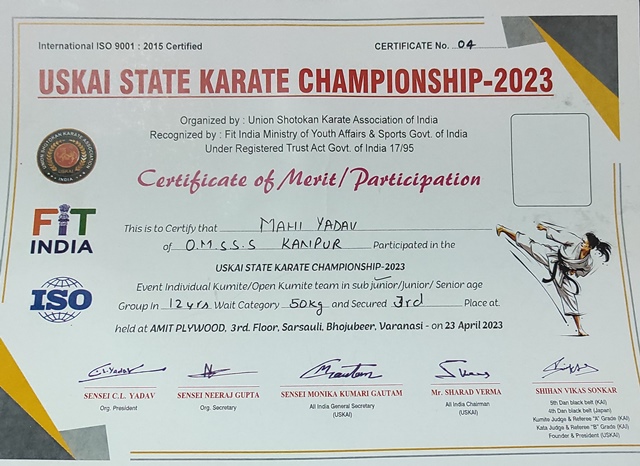 International ISO 9001 : 2015 Certified
CERTIFICATE No. 04
USKAI STATE KARATE CHAMPIONSHIP-2023
Organized by : Union Shotokan Karate Association of India
Recognized by : Fit India Ministry of Youth Affairs & Sports Govt. of India
Under Registered Trust Act Govt. of India 17/95
UNION SHOTOKAN KARATE ASSOCIATION
USKAI
INDIA
Certificate of Merit/Participation
FIT
INDIA
This is to Certify that MAHI YADAV
of O.M.S.S.S KANPUR Participated in the
USKAI STATE KARATE CHAMPIONSHIP-2023
ISO
Event Individual Kumite/Open Kumite team in sub junior/Junior/ Senior age
Group in 12 yrs Wait Category 50kg and Secured 3rd Place at.
held at AMIT PLYWOOD, 3rd. Floor, Sarsauli, Bhojubeer, Varanasi - on 23 April 2023
C.L. Yadav
SENSEI C.L. YADAV
Org. President
SENSEI NEERAJ GUPTA
Org. Secretary
SENSEI MONIKA KUMARI GAUTAM
All India General Secretary
(USKAI)
Mr. SHARAD VERMA
All India Chairman
(USKAI)
SHIHAN VIKAS SONKAR
5th Dan black belt (KAI)
4th Dan black belt (Japan)
Kumite Judge & Referee "A" Grade (KAI)
Kata Judge & Referee "B" Grade (KAI)
Founder & President (USKAI)